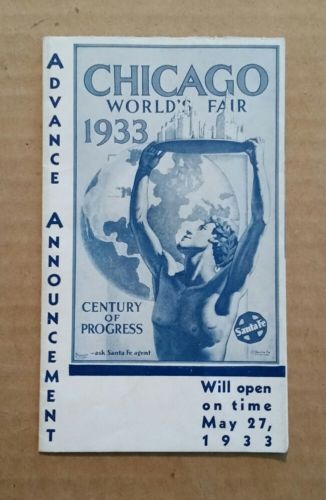 ADVANCE ANNOUNCEMENT
CHICAGO
WORLD'S FAIR
1933
CENTURY
OF
PROGRESS
—ask Santa Fe agent
Santa Fe
Will open
on time
May 27,
1933